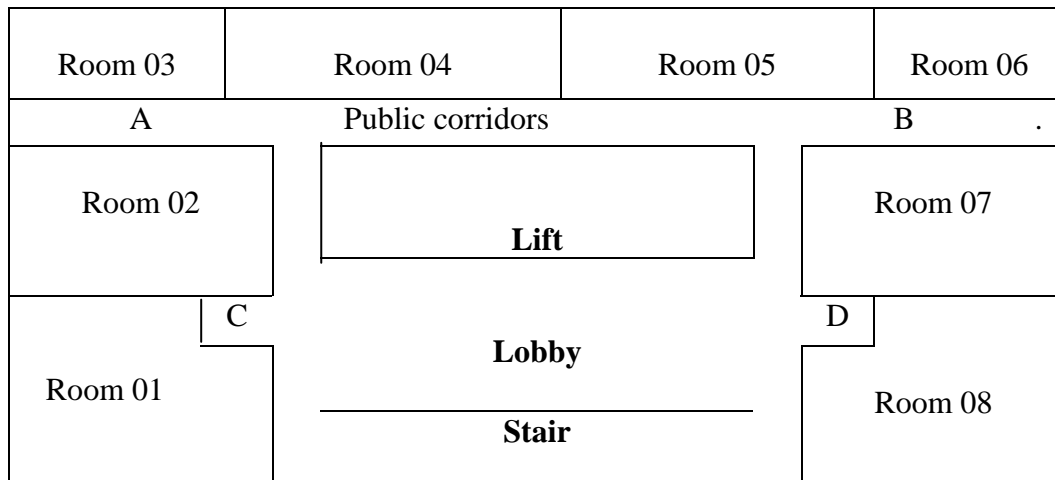 Room 03 Room 04 Room 05 Room 06
A Public corridors B .
Room 02 Room 07
Lift
C D
Lobby
Room 01 Room 08
Stair